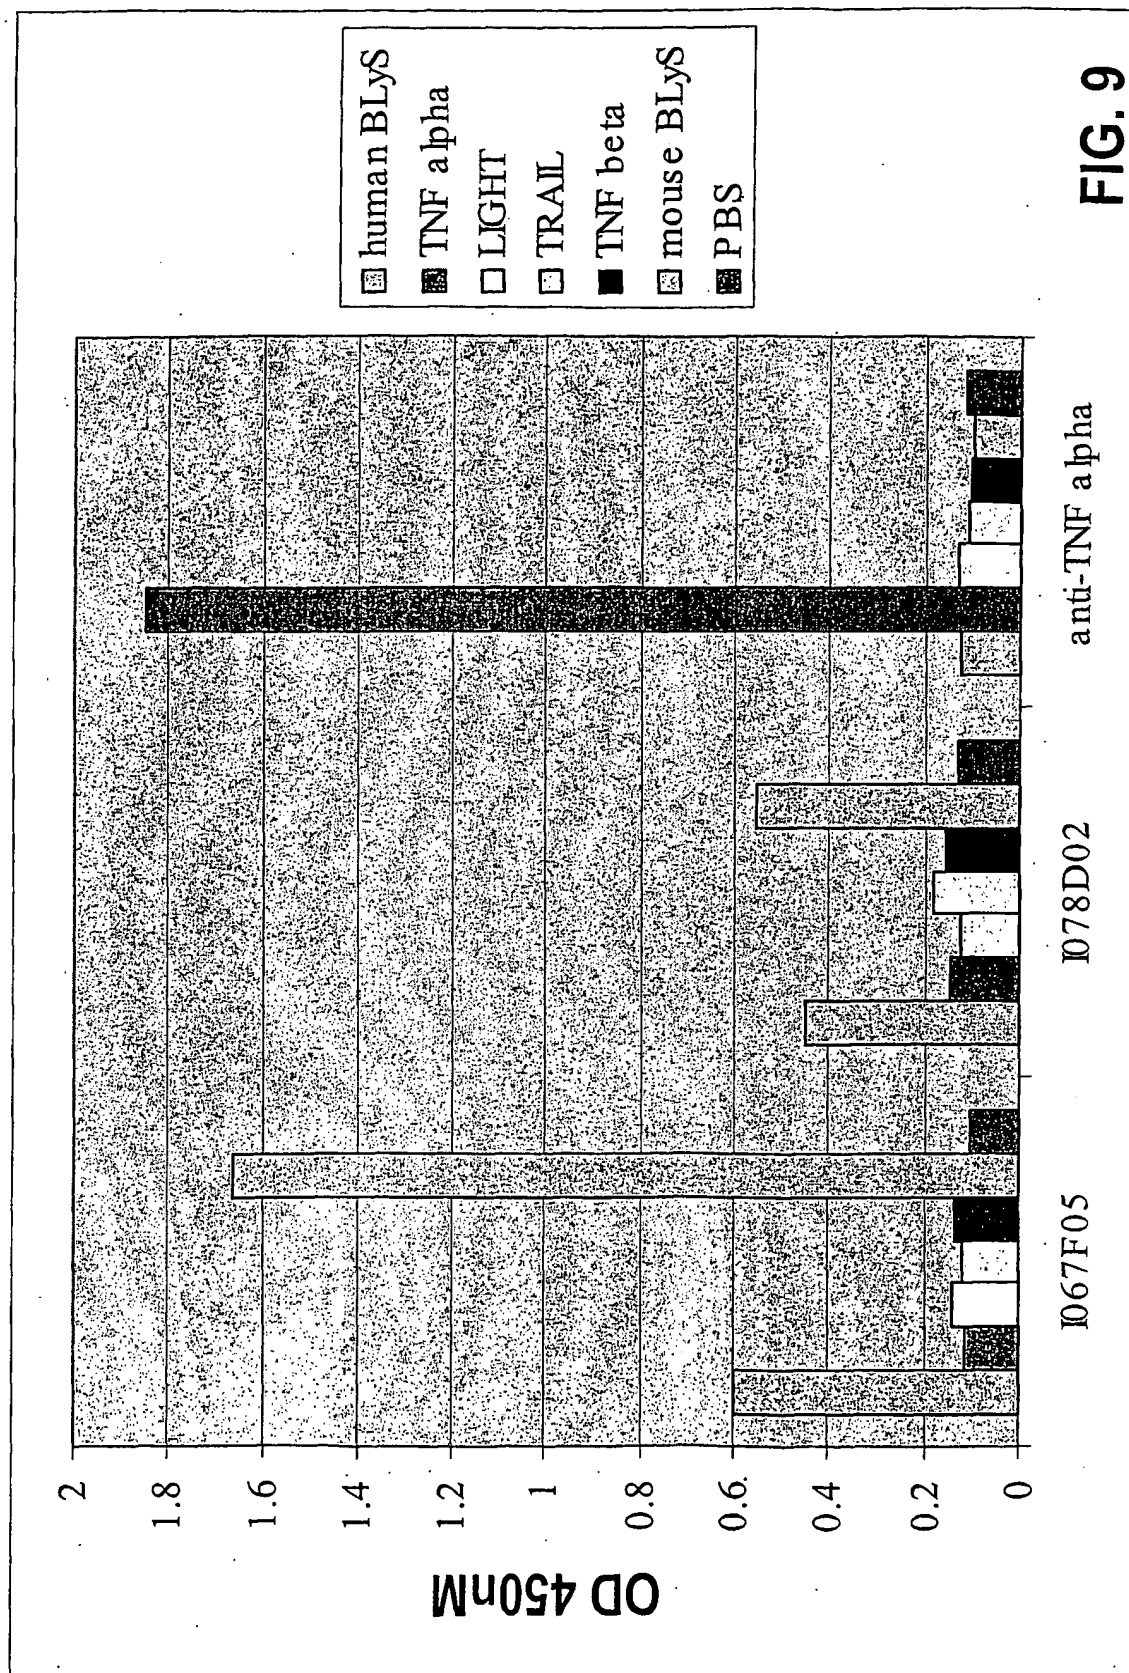 human BLyS
TNF alpha
LIGHT
TRAIL
TNF beta
mouse BLyS
PBS
OD 450nM
2
1.8
1.6
1.4
1.2
1
0.8
0.6
0.4
0.2
0
I067F05
I078D02
anti-TNF alpha
FIG. 9